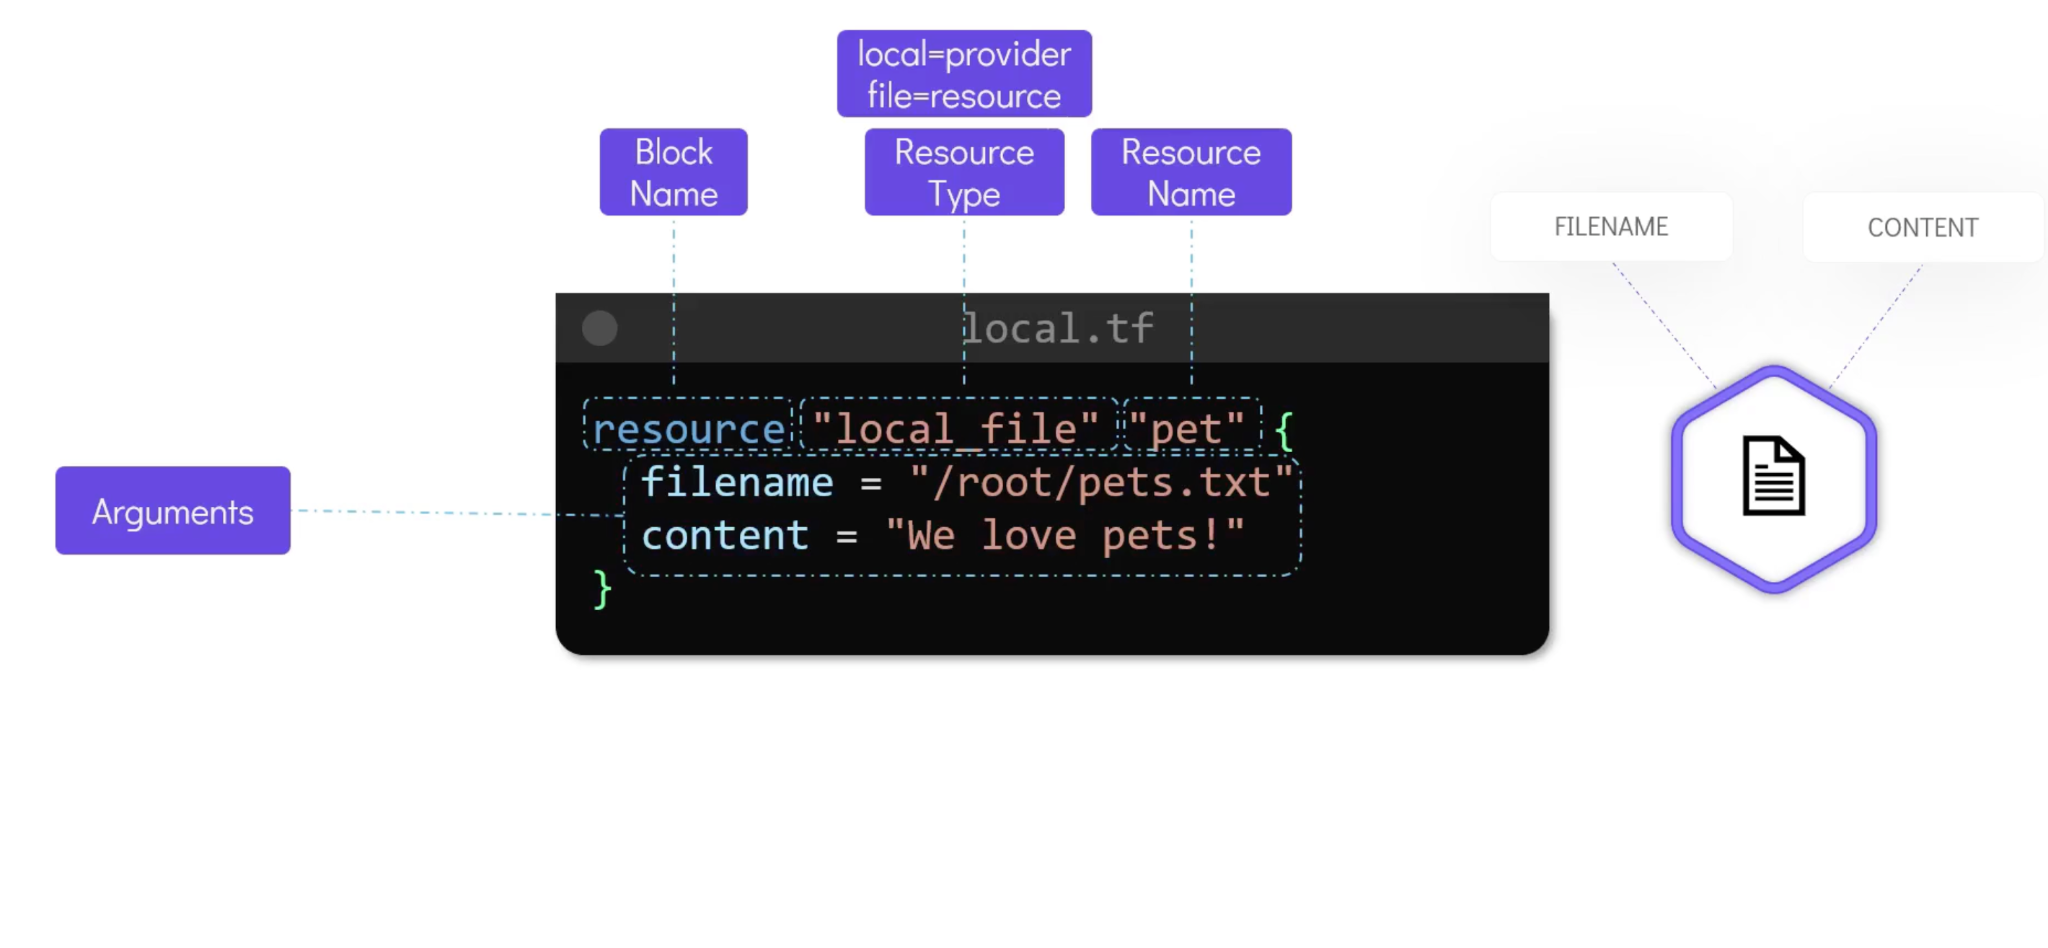 local=provider
file=resource
Block
Name
Resource
Type
Resource
Name
FILENAME
CONTENT
local.tf
resource "local_file" "pet" {
filename = "/root/pets.txt"
content = "We love pets!"
}
Arguments